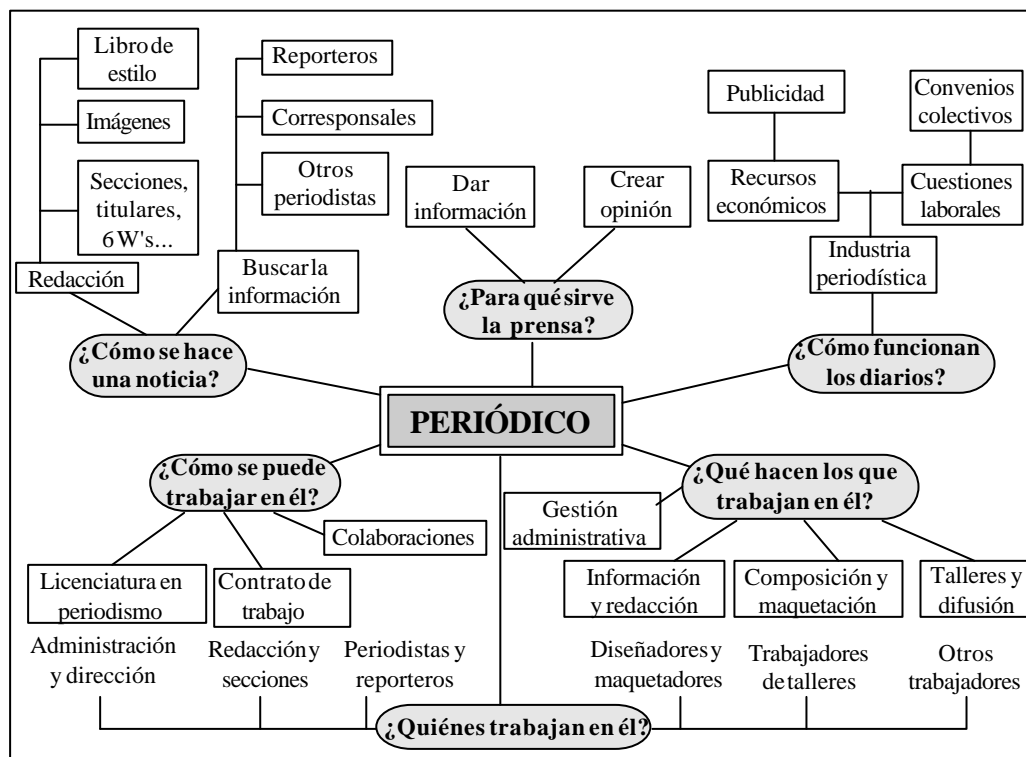 Libro de
estilo
Imágenes
Secciones,
titulares,
6 W's...
Redacción
Reporteros
Corresponsales
Otros
periodistas
Buscar la
información
¿Cómo se hace
una noticia?
Dar
información
Crear
opinión
¿Para qué sirve
la prensa?
Publicidad
Convenios
colectivos
Recursos
económicos
Cuestiones
laborales
Industria
periodística
¿Cómo funcionan
los diarios?
PERIÓDICO
¿Cómo se puede
trabajar en él?
Colaboraciones
Licenciatura en
periodismo
Contrato de
trabajo
¿Qué hacen los que
trabajan en él?
Gestión
administrativa
Información
y redacción
Composición y
maquetación
Talleres y
difusión
Administración
y dirección
Redacción y
secciones
Periodistas y
reporteros
Diseñadores y
maquetadores
Trabajadores
de talleres
Otros
trabajadores
¿Quiénes trabajan en él?